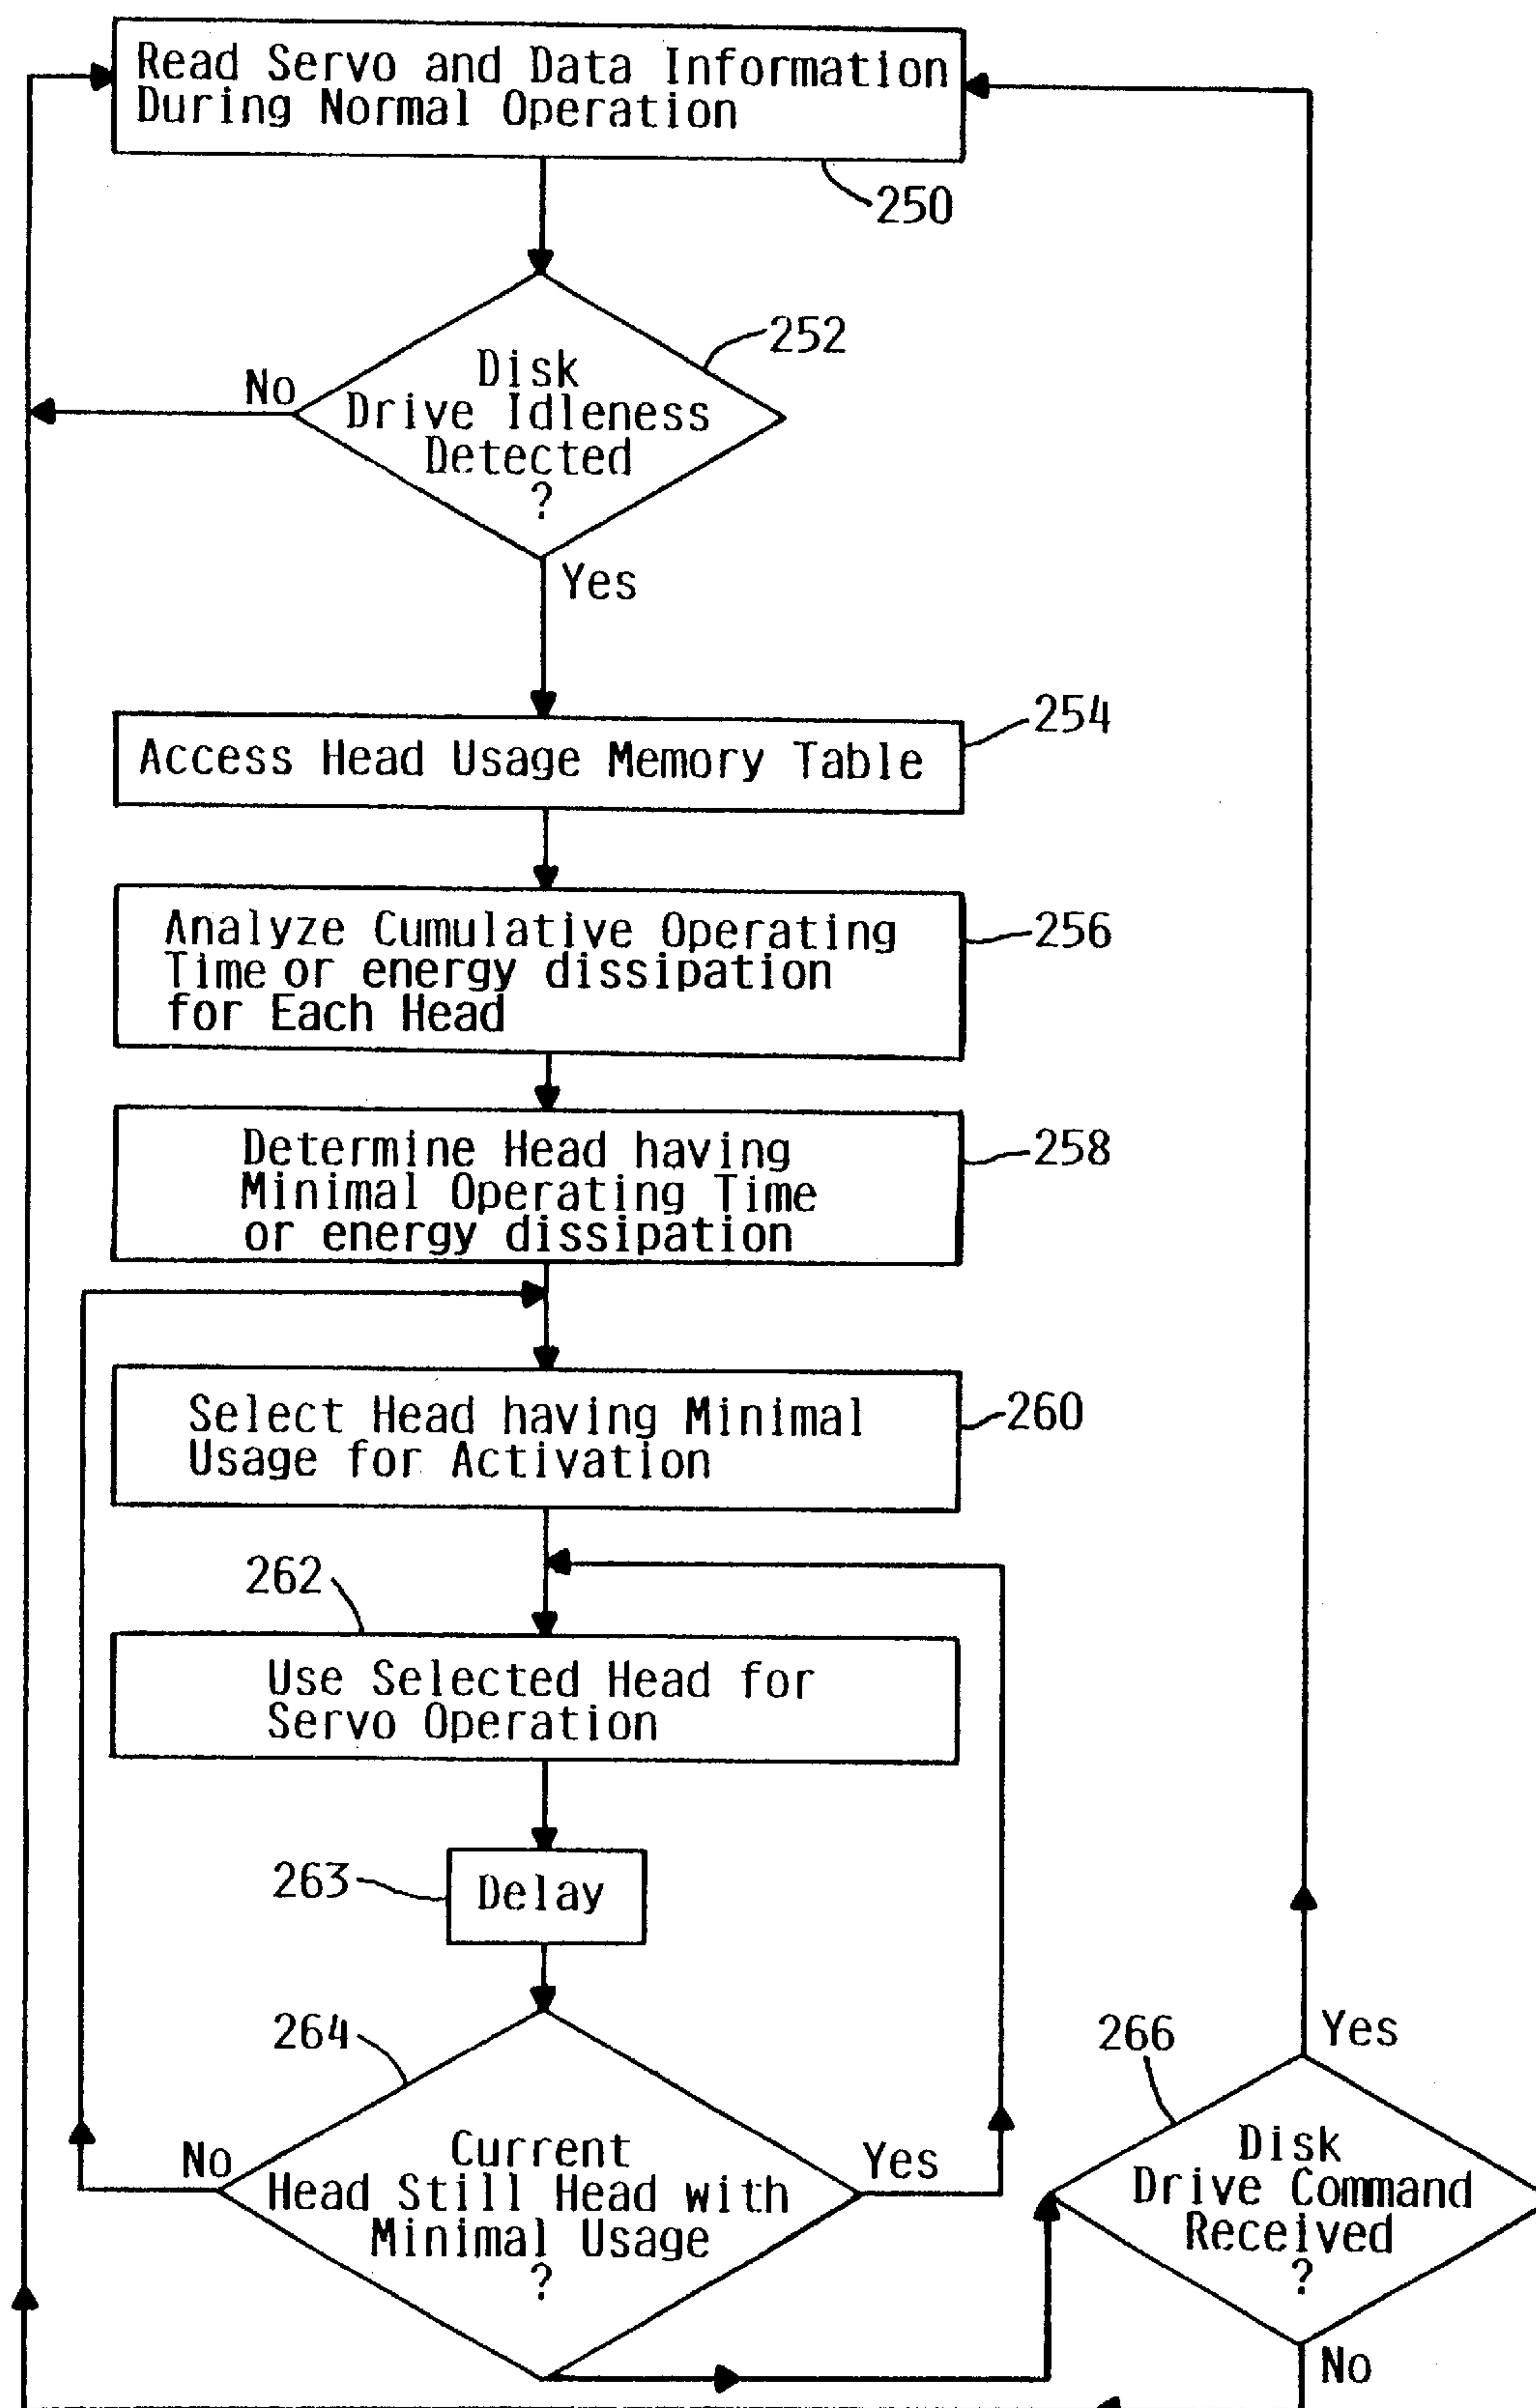 Read Servo and Data Information
During Normal Operation
250
252
Disk
Drive Idleness
Detected
?
No
Yes
254
Access Head Usage Memory Table
Analyze Cumulative Operating
Time or energy dissipation
for Each Head
256
Determine Head having
Minimal Operating Time
or energy dissipation
258
Select Head having Minimal
Usage for Activation
260
262
Use Selected Head for
Servo Operation
263
Delay
264
Current
Head Still Head with
Minimal Usage
?
No
Yes
266
Yes
Disk
Drive Command
Received
?
No